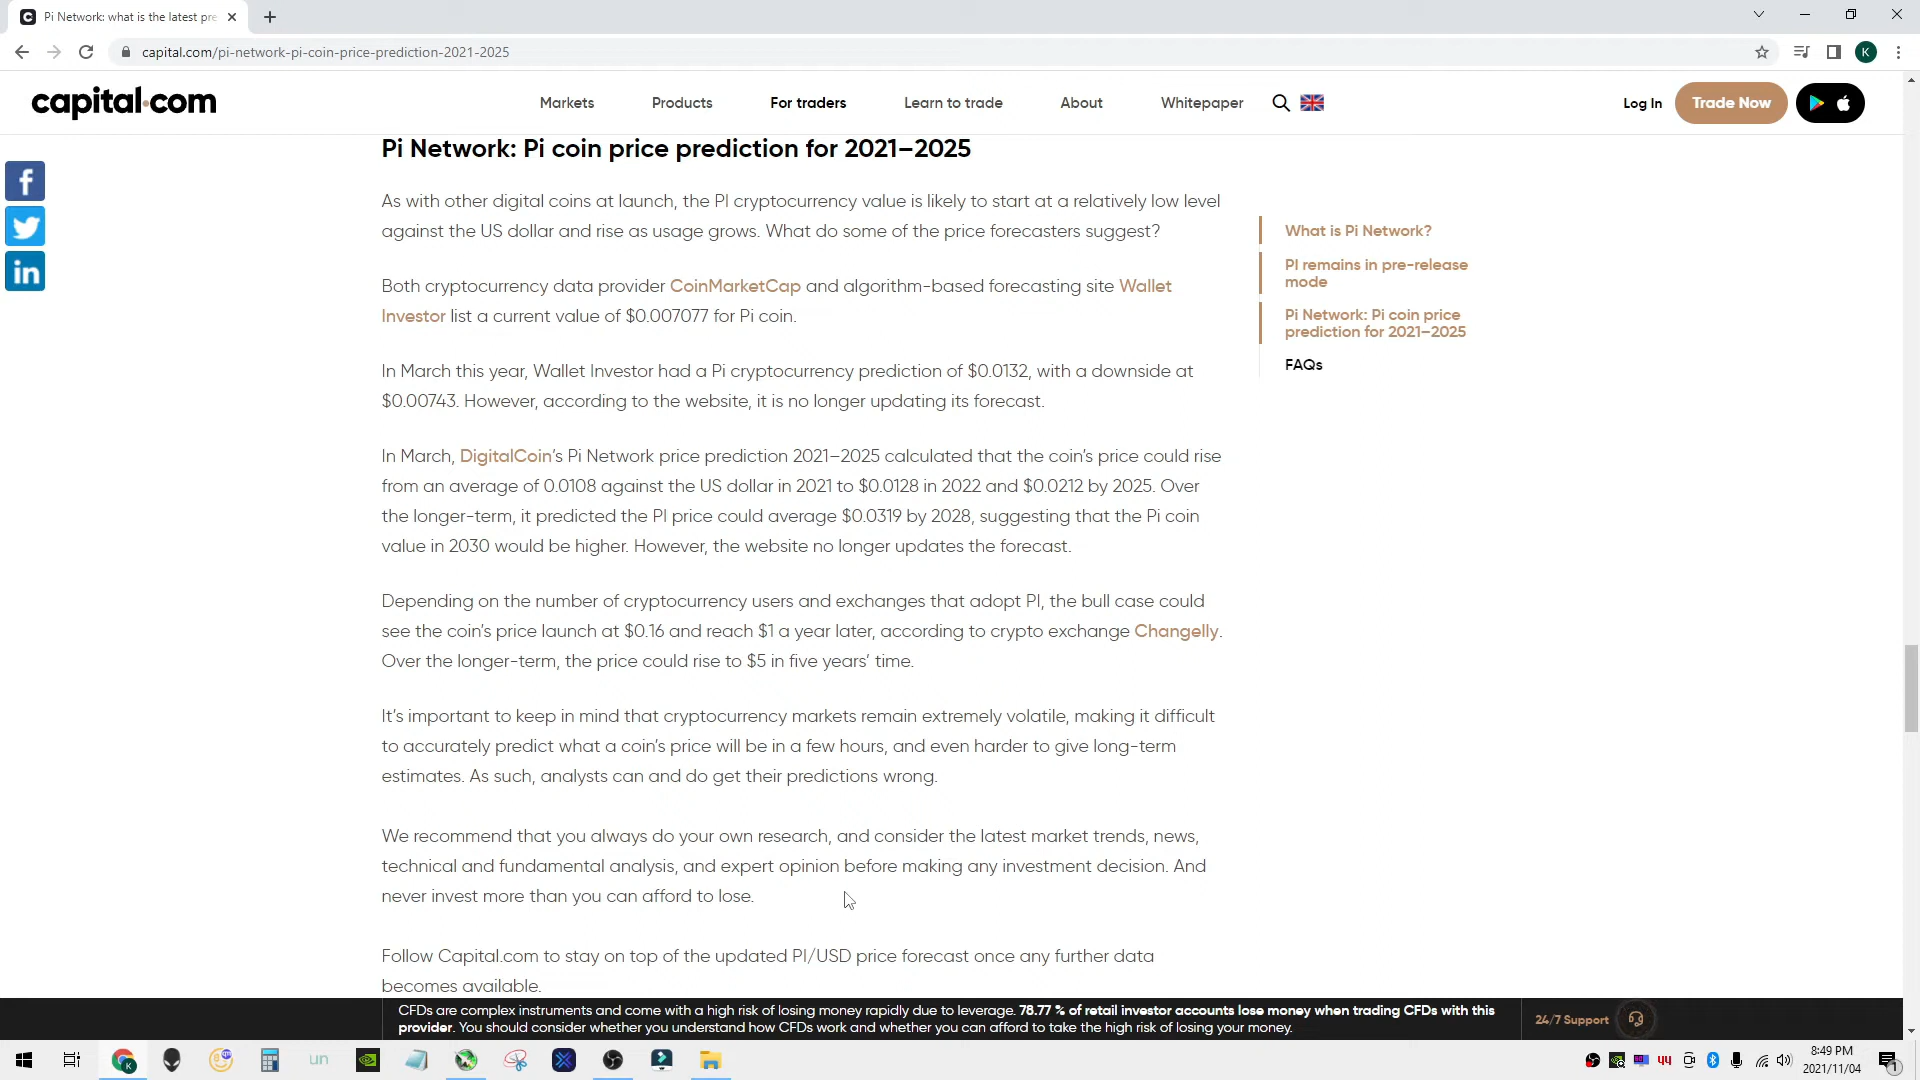 Pi Network: what is the latest pre
capital.com/pi-network-pi-coin-price-prediction-2021-2025
K
capital.com
Markets
Products
For traders
Learn to trade
About
Whitepaper
Log In
Trade Now
Pi Network: Pi coin price prediction for 2021–2025
As with other digital coins at launch, the PI cryptocurrency value is likely to start at a relatively low level
against the US dollar and rise as usage grows. What do some of the price forecasters suggest?
Both cryptocurrency data provider CoinMarketCap and algorithm-based forecasting site Wallet
Investor list a current value of $0.007077 for Pi coin.
In March this year, Wallet Investor had a Pi cryptocurrency prediction of $0.0132, with a downside at
$0.00743. However, according to the website, it is no longer updating its forecast.
In March, DigitalCoin’s Pi Network price prediction 2021–2025 calculated that the coin’s price could rise
from an average of 0.0108 against the US dollar in 2021 to $0.0128 in 2022 and $0.0212 by 2025. Over
the longer-term, it predicted the PI price could average $0.0319 by 2028, suggesting that the Pi coin
value in 2030 would be higher. However, the website no longer updates the forecast.
Depending on the number of cryptocurrency users and exchanges that adopt PI, the bull case could
see the coin’s price launch at $0.16 and reach $1 a year later, according to crypto exchange Changelly.
Over the longer-term, the price could rise to $5 in five years’ time.
It’s important to keep in mind that cryptocurrency markets remain extremely volatile, making it difficult
to accurately predict what a coin’s price will be in a few hours, and even harder to give long-term
estimates. As such, analysts can and do get their predictions wrong.
We recommend that you always do your own research, and consider the latest market trends, news,
technical and fundamental analysis, and expert opinion before making any investment decision. And
never invest more than you can afford to lose.
Follow Capital.com to stay on top of the updated PI/USD price forecast once any further data
becomes available.
What is Pi Network?
PI remains in pre-release
mode
Pi Network: Pi coin price
prediction for 2021–2025
FAQs
CFDs are complex instruments and come with a high risk of losing money rapidly due to leverage. 78.77 % of retail investor accounts lose money when trading CFDs with this
provider. You should consider whether you understand how CFDs work and whether you can afford to take the high risk of losing your money.
24/7 Support
un
44
8:49 PM
2021/11/04
1